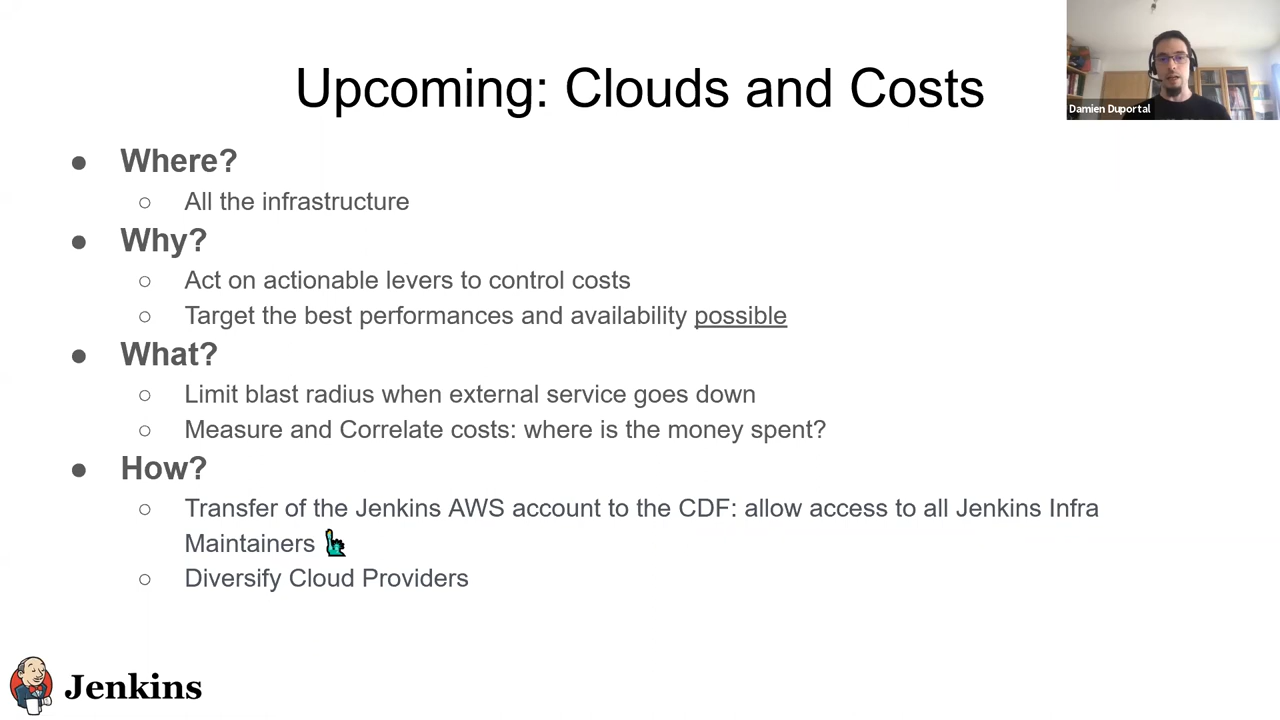 Upcoming: Clouds and Costs
Damien Duportal
● Where?
○ All the infrastructure
● Why?
○ Act on actionable levers to control costs
○ Target the best performances and availability possible
● What?
○ Limit blast radius when external service goes down
○ Measure and Correlate costs: where is the money spent?
● How?
○ Transfer of the Jenkins AWS account to the CDF: allow access to all Jenkins Infra
Maintainers
○ Diversify Cloud Providers
Jenkins